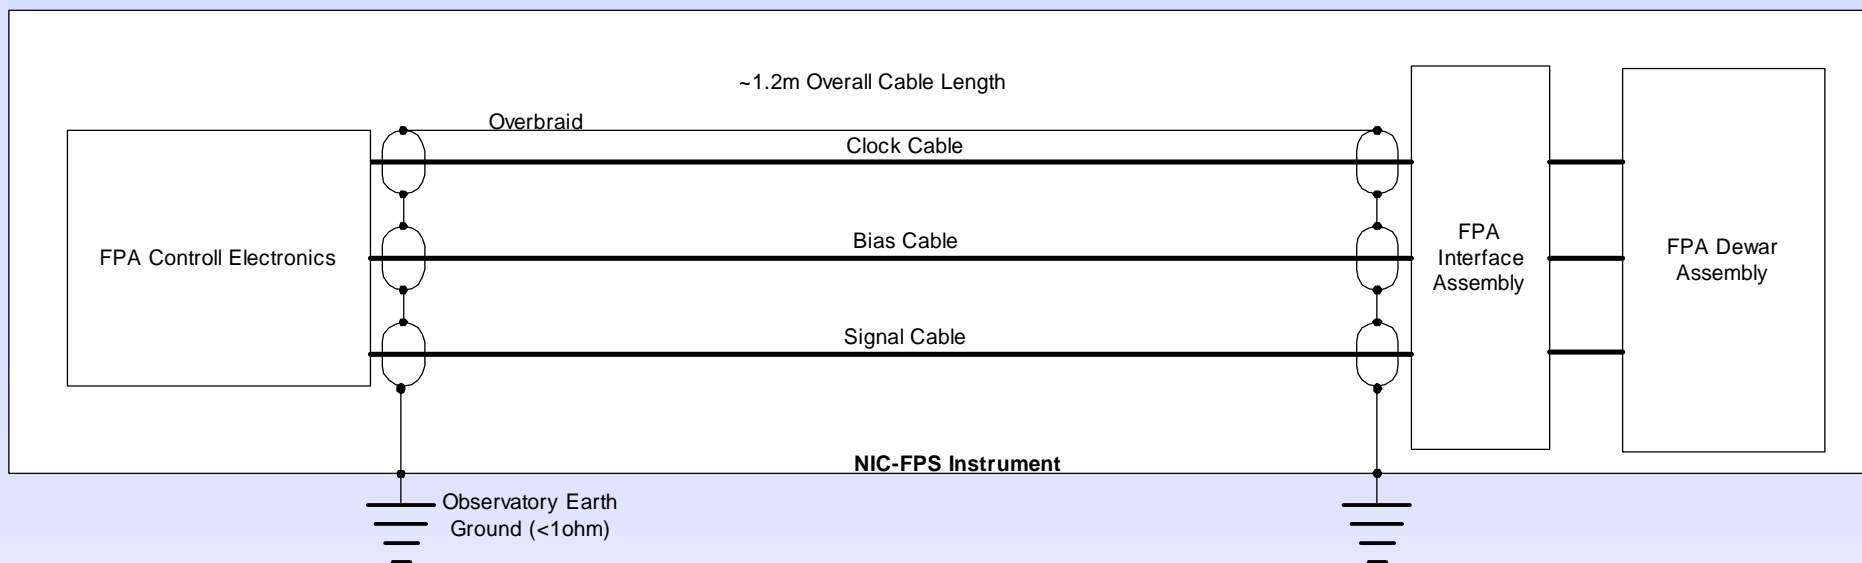 ~1.2m Overall Cable Length
Overbraid
Clock Cable
FPA Controll Electronics
Bias Cable
Signal Cable
FPA
Interface
Assembly
FPA Dewar
Assembly
NIC-FPS Instrument
Observatory Earth
Ground (<1ohm)